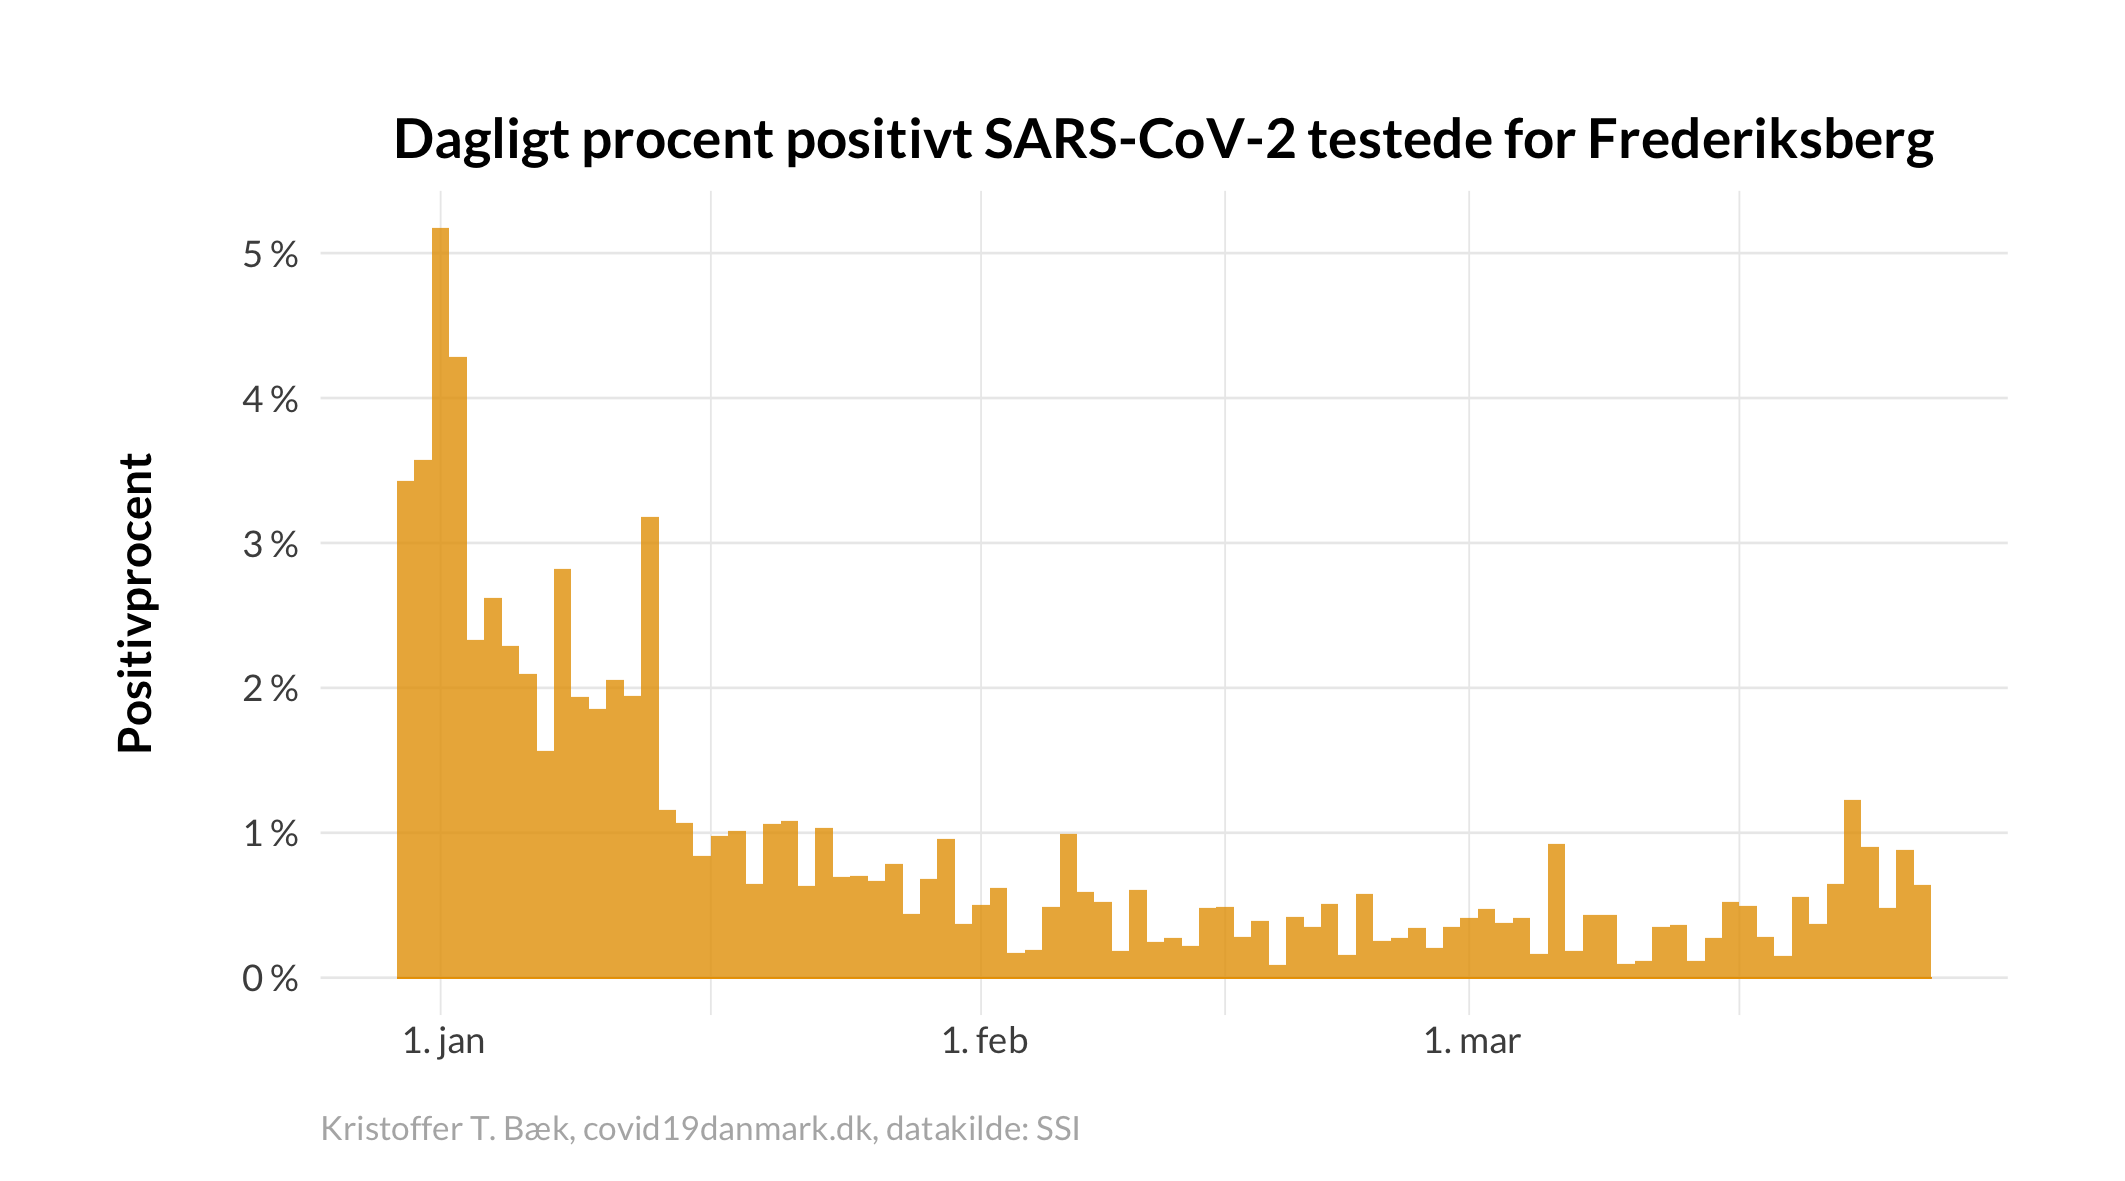 Dagligt procent positivt SARS-CoV-2 testede for Frederiksberg
Positivprocent
5 %
4 %
3 %
2 %
1 %
0 %
1. jan
1. feb
1. mar
Kristoffer T. Bæk, covid19danmark.dk, datakilde: SSI